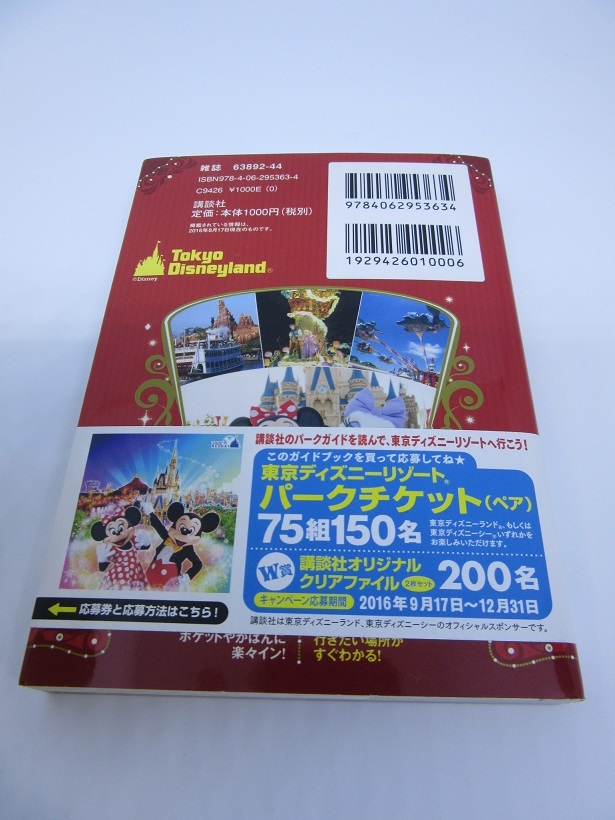 雑誌 63892-44
ISBN978-4-06-295363-4
C9426 ¥1000E (0)
講談社
定価:本体1000円(税別)
掲載されている情報は、
2016年8月17日現在のものです。
9784062953634
1929426010006
Tokyo
Disneyland®
©Disney
講談社のパークガイドを読んで、東京ディズニーリゾートへ行こう!
このガイドブックを買って応募してね★
東京ディズニーリゾート®
パークチケット(ペア)
75組150名
東京ディズニーランド®、もしくは
東京ディズニーシー®いずれかを
お楽しみいただけます。
W賞
講談社オリジナル
クリアファイル 2枚セット 200名
キャンペーン応募期間 2016年9月17日〜12月31日
応募券と応募方法はこちら!
講談社は東京ディズニーランド、東京ディズニーシーのオフィシャルスポンサーです。
ポケットやかばんに
楽々イン!
行きたい場所が
すぐわかる!